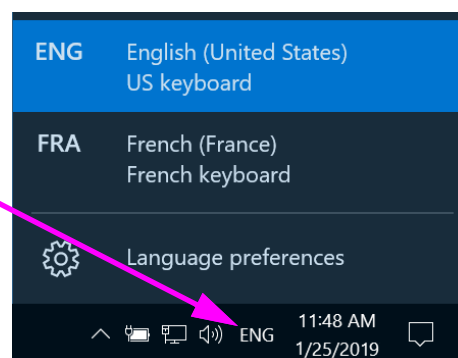 ENG English (United States)
US keyboard
FRA French (France)
French keyboard
Language preferences
ENG 11:48 AM
1/25/2019